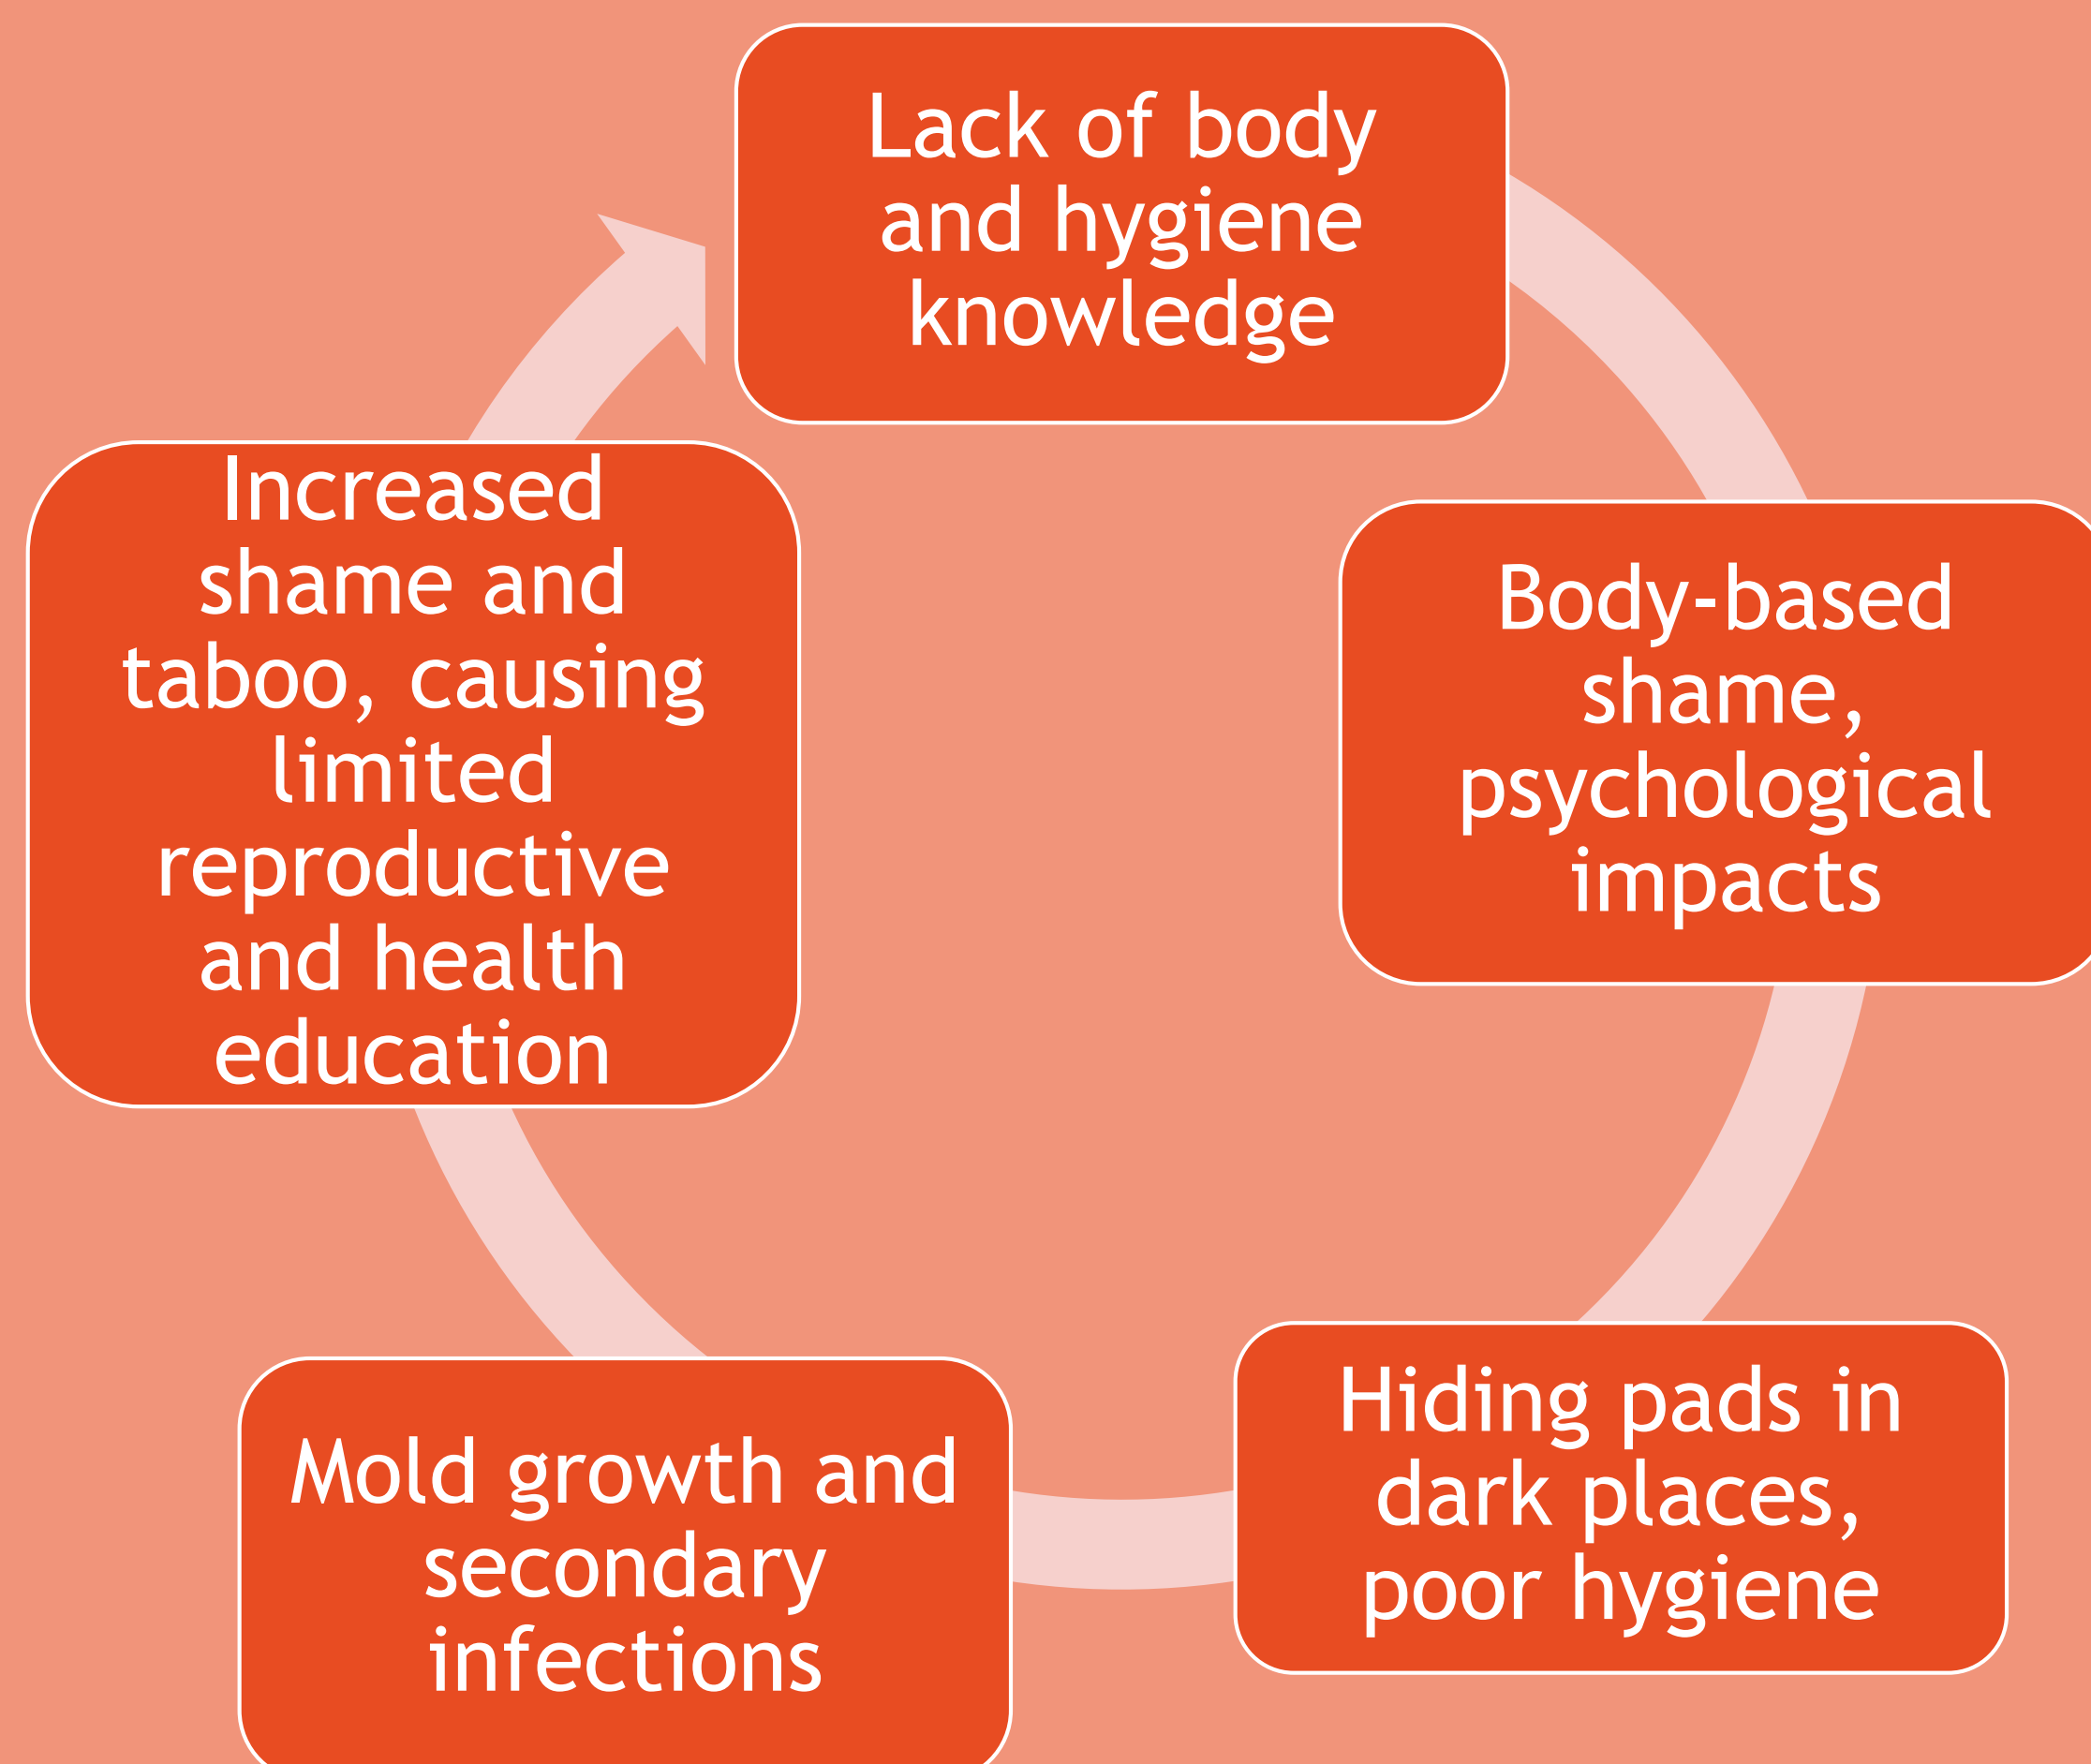 Lack of body
and hygiene
knowledge
Body-based
shame,
psychological
impacts
Hiding pads in
dark places,
poor hygiene
Mold growth and
secondary
infections
Increased
shame and
taboo, causing
limited
reproductive
and health
education